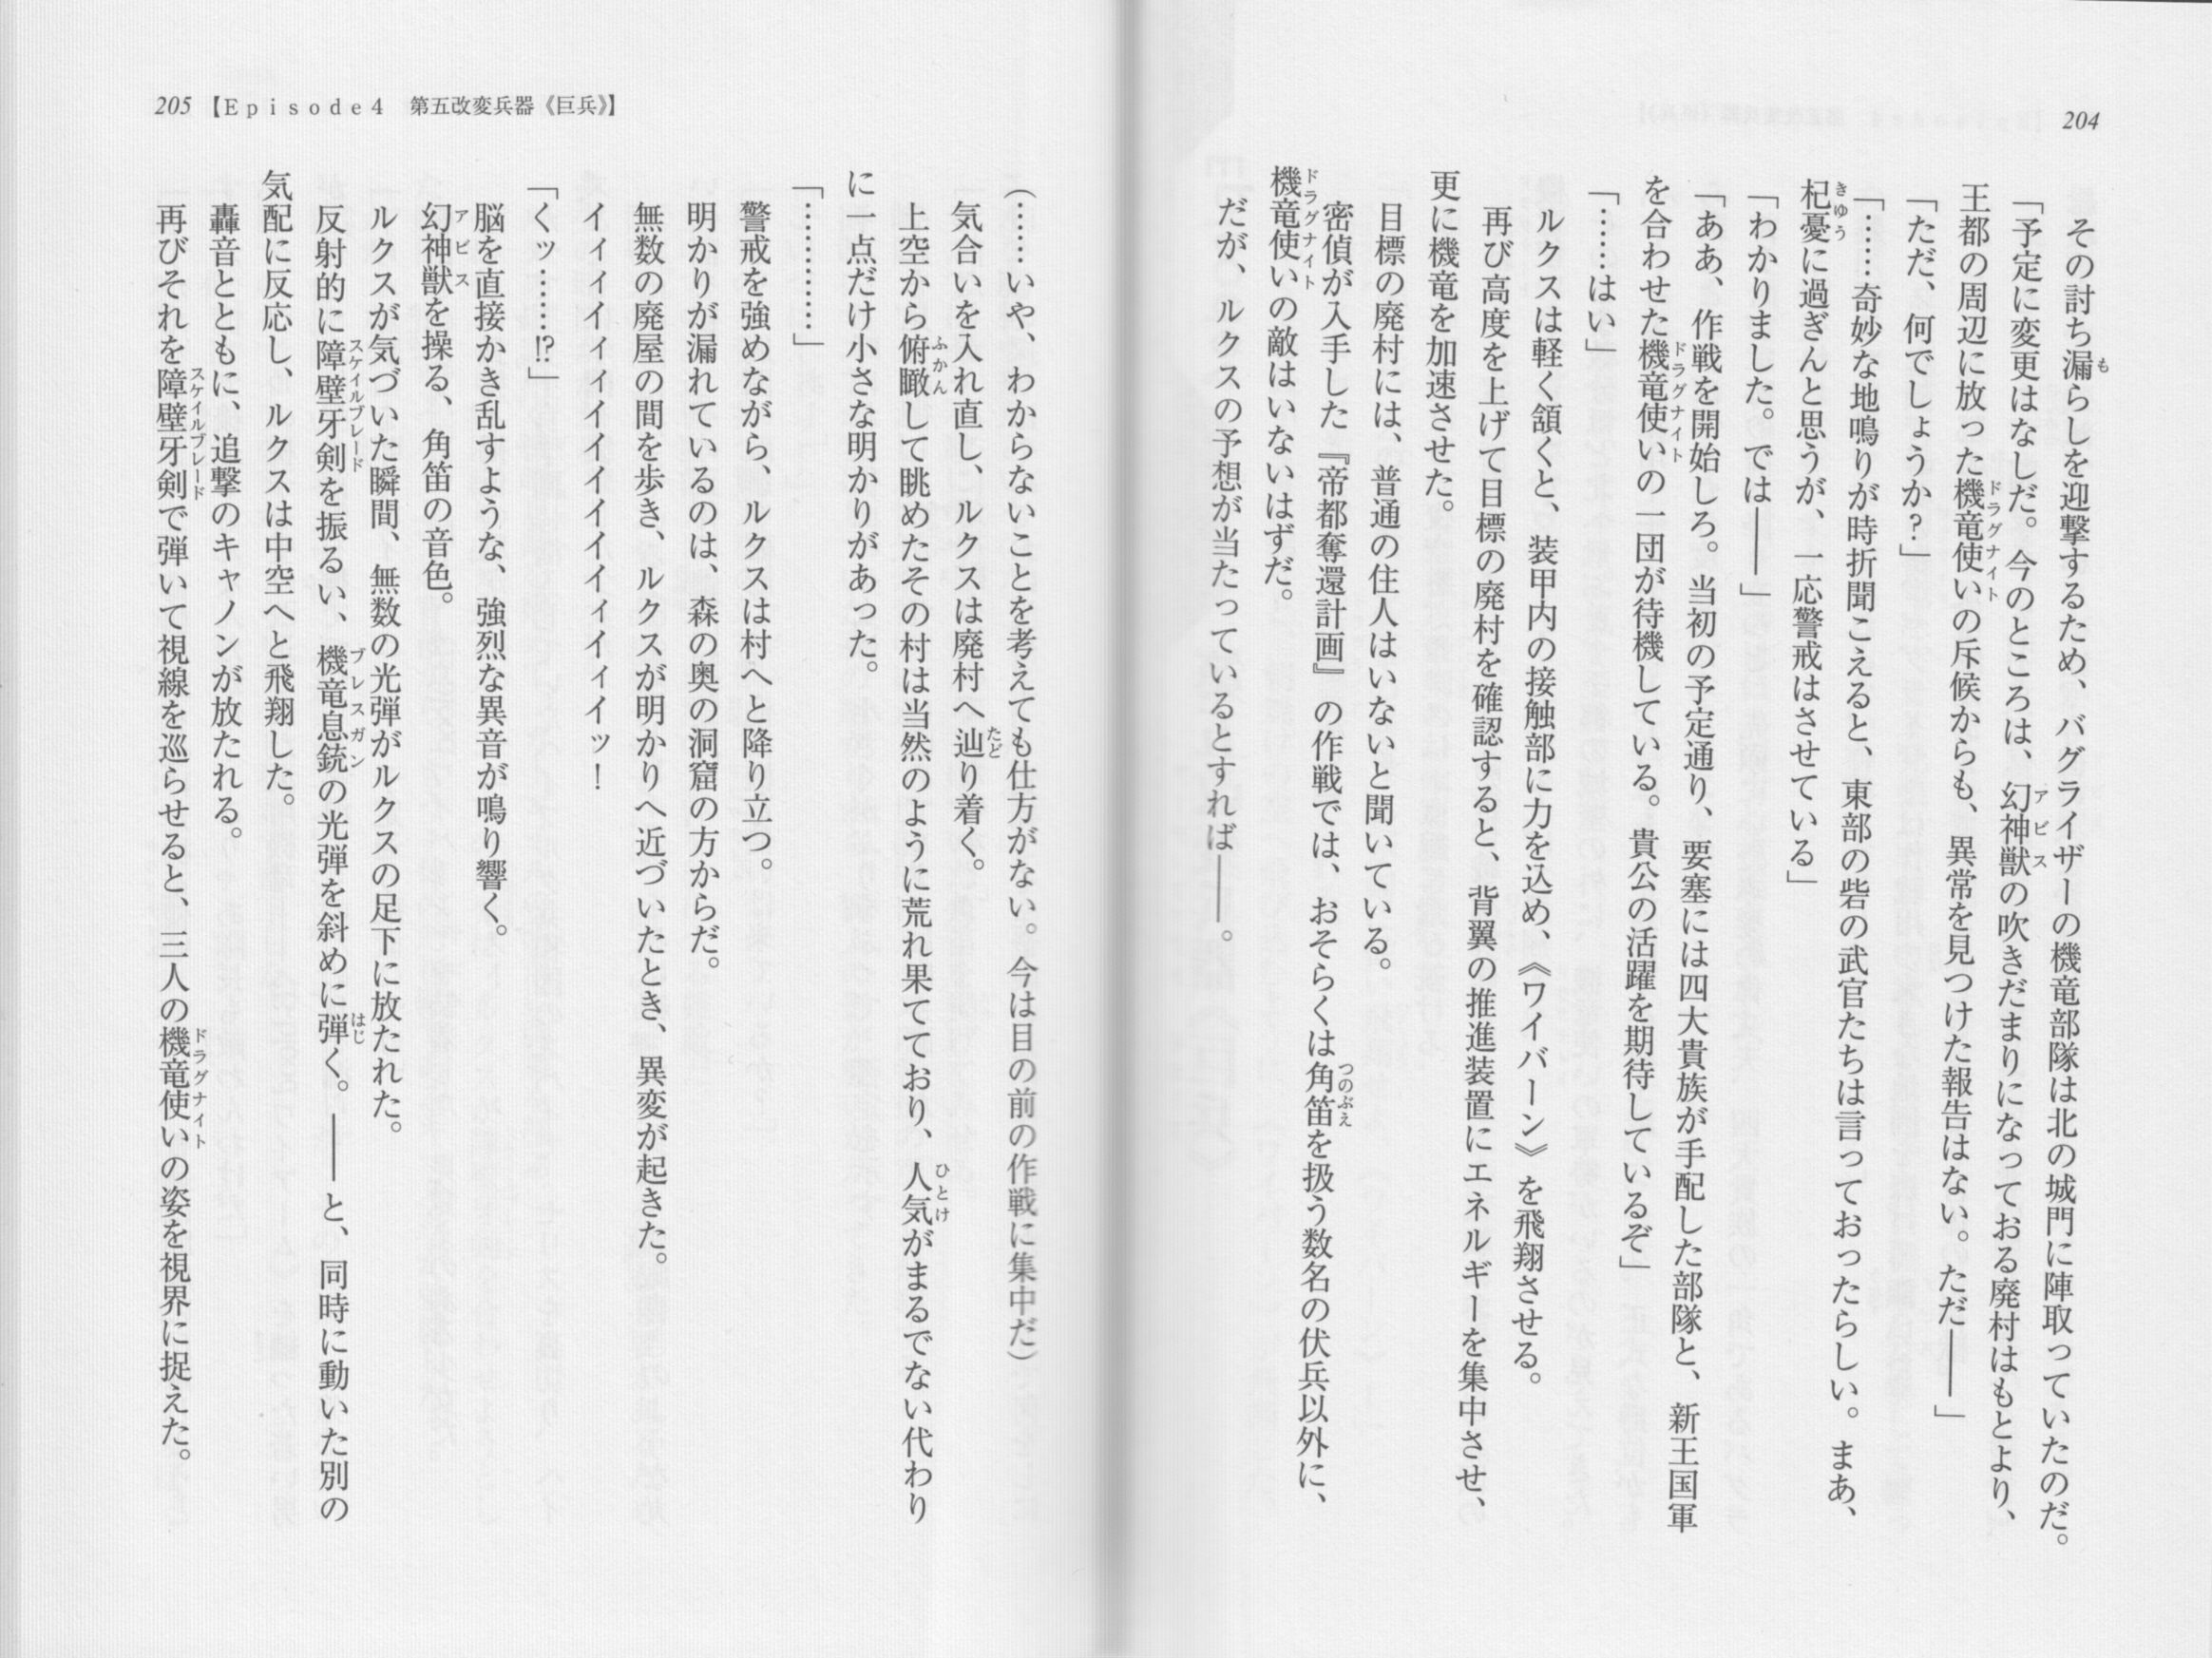 204
その討ち漏らしを迎撃するため、バグライザーの機竜部隊は北の城門に陣取っていたのだ。
「予定に変更はなしだ。今のところは、幻神獣の吹きだまりになっておる廃村はもとより、
王都の周辺に放った機竜使いの斥候からも、異常を見つけた報告はない。ただ――」
「ただ、何でしょうか？」
「……奇妙な地鳴りが時折聞こえると、東部の砦の武官たちは言っておったらしい。まあ、
杞憂に過ぎんと思うが、一応警戒はさせている」
「わかりました。では――」
「ああ、作戦を開始しろ。当初の予定通り、要塞には四大貴族が手配した部隊と、新王国軍
を合わせた機竜使いの一団が待機している。貴公の活躍を期待しているぞ」
「……はい」
ルクスは軽く頷くと、装甲内の接触部に力を込め、《ワイバーン》を飛翔させる。
再び高度を上げて目標の廃村を確認すると、背翼の推進装置にエネルギーを集中させ、
更に機竜を加速させた。
目標の廃村には、普通の住人はいないと聞いている。
密偵が入手した『帝都奪還計画』の作戦では、おそらくは角笛を扱う数名の伏兵以外に、
機竜使いの敵はいないはずだ。
だが、ルクスの予想が当たっているとすれば――。
205【Episode4 第五改変兵器《巨兵》】
（……いや、わからないことを考えても仕方がない。今は目の前の作戦に集中だ）
気合いを入れ直し、ルクスは廃村へ辿り着く。
上空から俯瞰して眺めたその村は当然のように荒れ果てており、人気がまるでない代わり
に一点だけ小さな明かりがあった。
「…………」
警戒を強めながら、ルクスは村へと降り立つ。
明かりが漏れているのは、森の奥の洞窟の方からだ。
無数の廃屋の間を歩き、ルクスが明かりへ近づいたとき、異変が起きた。
イィィイィィイイイイイイィイィイィイッ！
「くッ……⁉」
脳を直接かき乱すような、強烈な異音が鳴り響く。
幻神獣を操る、角笛の音色。
ルクスが気づいた瞬間、無数の光弾がルクスの足下に放たれた。
反射的に障壁牙剣を振るい、機竜息銃の光弾を斜めに弾く。――と、同時に動いた別の
気配に反応し、ルクスは中空へと飛翔した。
轟音とともに、追撃のキャノンが放たれる。
再びそれを障壁牙剣で弾いて視線を巡らせると、三人の機竜使いの姿を視界に捉えた。